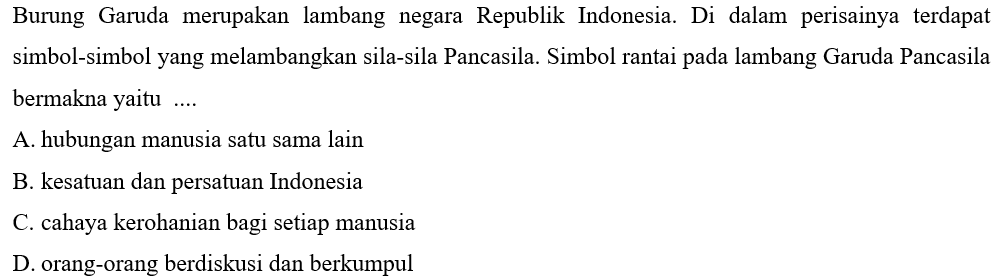 Burung Garuda merupakan lambang negara Republik Indonesia. Di dalam perisainya terdapat
simbol-simbol yang melambangkan sila-sila Pancasila. Simbol rantai pada lambang Garuda Pancasila
bermakna yaitu ....
A. hubungan manusia satu sama lain
B. kesatuan dan persatuan Indonesia
C. cahaya kerohanian bagi setiap manusia
D. orang-orang berdiskusi dan berkumpul